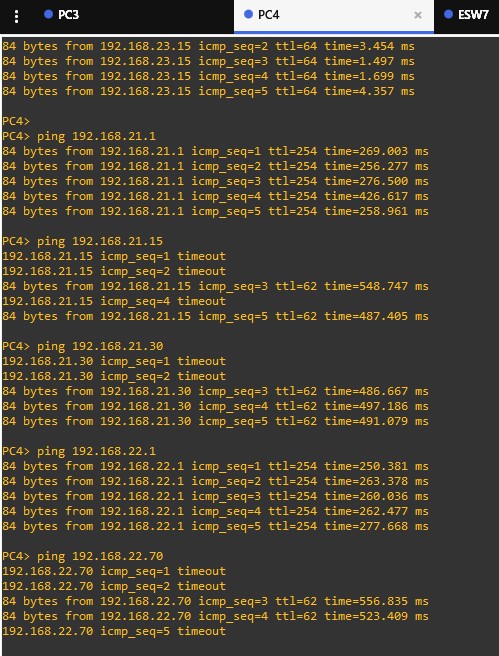 PC3 PC4 × ESW7
84 bytes from 192.168.23.15 icmp_seq=2 ttl=64 time=3.454 ms
84 bytes from 192.168.23.15 icmp_seq=3 ttl=64 time=1.497 ms
84 bytes from 192.168.23.15 icmp_seq=4 ttl=64 time=1.699 ms
84 bytes from 192.168.23.15 icmp_seq=5 ttl=64 time=4.357 ms
PC4>
PC4> ping 192.168.21.1
84 bytes from 192.168.21.1 icmp_seq=1 ttl=254 time=269.003 ms
84 bytes from 192.168.21.1 icmp_seq=2 ttl=254 time=256.277 ms
84 bytes from 192.168.21.1 icmp_seq=3 ttl=254 time=276.500 ms
84 bytes from 192.168.21.1 icmp_seq=4 ttl=254 time=426.617 ms
84 bytes from 192.168.21.1 icmp_seq=5 ttl=254 time=258.961 ms
PC4> ping 192.168.21.15
192.168.21.15 icmp_seq=1 timeout
192.168.21.15 icmp_seq=2 timeout
84 bytes from 192.168.21.15 icmp_seq=3 ttl=62 time=548.747 ms
192.168.21.15 icmp_seq=4 timeout
84 bytes from 192.168.21.15 icmp_seq=5 ttl=62 time=487.405 ms
PC4> ping 192.168.21.30
192.168.21.30 icmp_seq=1 timeout
192.168.21.30 icmp_seq=2 timeout
84 bytes from 192.168.21.30 icmp_seq=3 ttl=62 time=486.667 ms
84 bytes from 192.168.21.30 icmp_seq=4 ttl=62 time=497.186 ms
84 bytes from 192.168.21.30 icmp_seq=5 ttl=62 time=491.079 ms
PC4> ping 192.168.22.1
84 bytes from 192.168.22.1 icmp_seq=1 ttl=254 time=250.381 ms
84 bytes from 192.168.22.1 icmp_seq=2 ttl=254 time=263.378 ms
84 bytes from 192.168.22.1 icmp_seq=3 ttl=254 time=260.036 ms
84 bytes from 192.168.22.1 icmp_seq=4 ttl=254 time=262.477 ms
84 bytes from 192.168.22.1 icmp_seq=5 ttl=254 time=277.668 ms
PC4> ping 192.168.22.70
192.168.22.70 icmp_seq=1 timeout
192.168.22.70 icmp_seq=2 timeout
84 bytes from 192.168.22.70 icmp_seq=3 ttl=62 time=556.835 ms
84 bytes from 192.168.22.70 icmp_seq=4 ttl=62 time=523.409 ms
192.168.22.70 icmp_seq=5 timeout